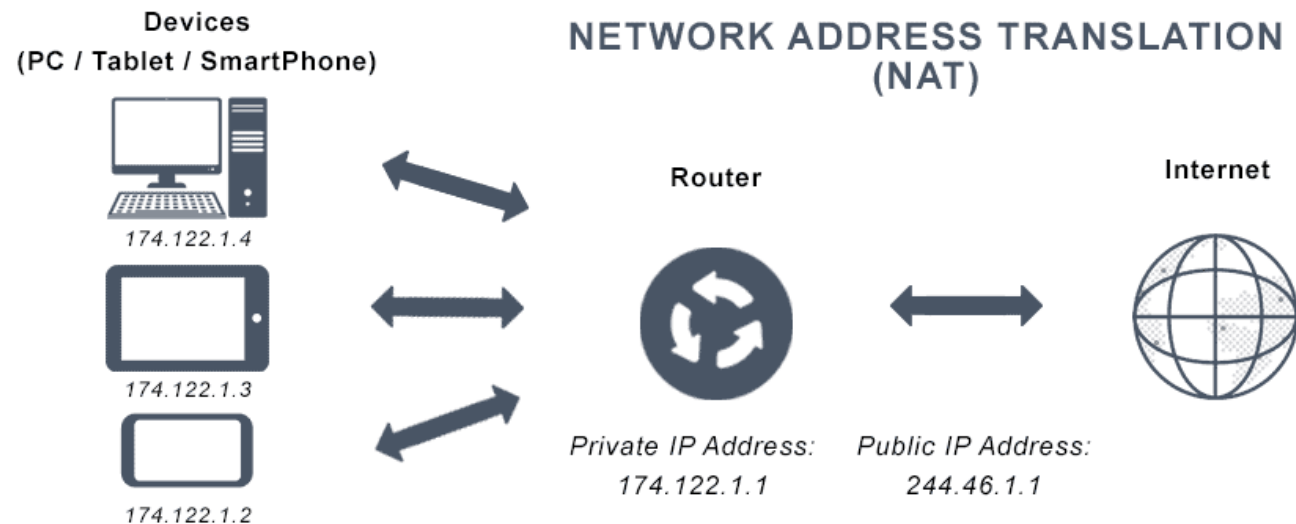 Devices
(PC / Tablet / SmartPhone)
174.122.1.4
174.122.1.3
174.122.1.2
NETWORK ADDRESS TRANSLATION
(NAT)
Router
Private IP Address:
174.122.1.1
Public IP Address:
244.46.1.1
Internet